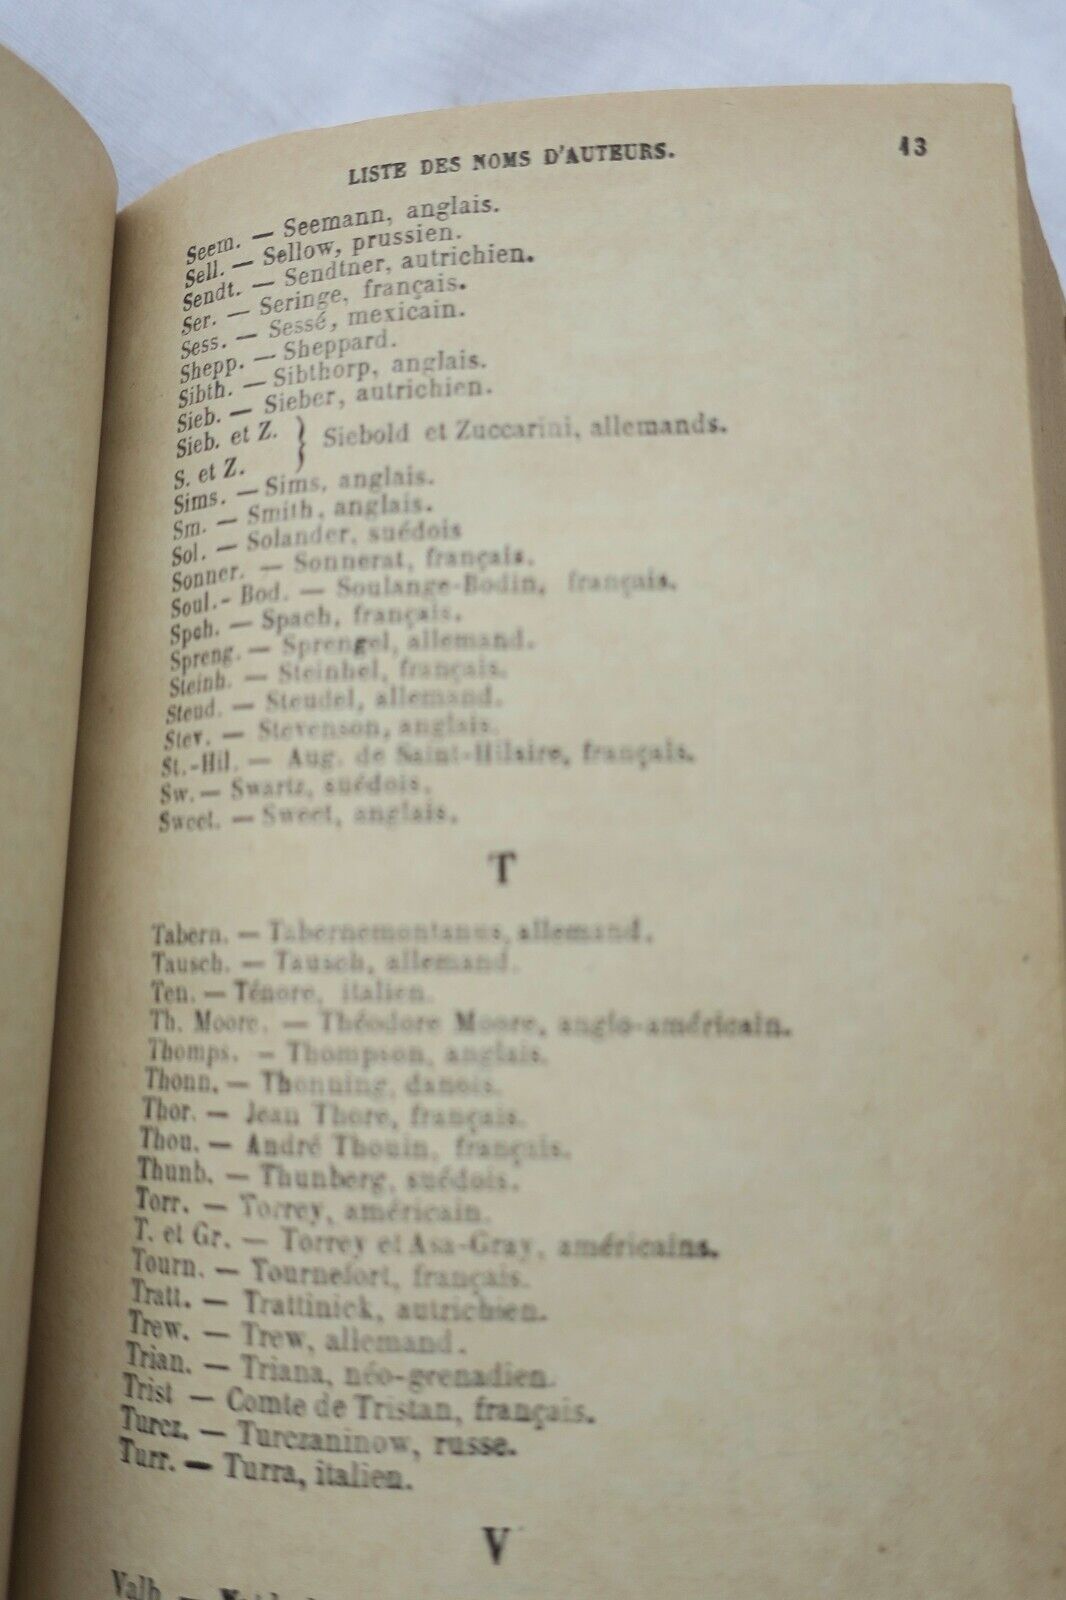 LISTE DES NOMS D'AUTEURS. 13
Seem. — Seemann, anglais.
Sell. — Sellow, prussien.
Sendt. — Sendtner, autrichien.
Ser. — Seringe, français.
Sess. — Sessé, mexicain.
Shepp. — Sheppard.
Sibth. — Sibthorp, anglais.
Sieb. — Sieber, autrichien.
Sieb. et Z. } Siebold et Zuccarini, allemands.
S. et Z.
Sims. — Sims, anglais.
Sm. — Smith, anglais.
Sol. — Solander, suédois
Sonner. — Sonnerat, français.
Soul.-Bod. — Soulange-Bodin, français.
Spch. — Spach, français.
Spreng. — Sprengel, allemand.
Steinh. — Steinhel, français.
Steud. — Steudel, allemand.
Stev. — Stevenson, anglais.
St.-Hil. — Aug. de Saint-Hilaire, français.
Sw. — Swartz, suédois.
Sweet. — Sweet, anglais.
T
Tabern. — Tabernemontanus, allemand.
Tausch. — Tausch, allemand.
Ten. — Ténore, italien.
Th. Moore. — Théodore Moore, anglo-américain.
Thomps. — Thompson, anglais.
Thonn. — Thonning, danois.
Thor. — Jean Thore, français.
Thou. — André Thouin, français.
Thunb. — Thunberg, suédois.
Torr. — Torrey, américain.
T. et Gr. — Torrey et Asa-Gray, américains.
Tourn. — Tournefort, français.
Tratt. — Trattinick, autrichien.
Trew. — Trew, allemand.
Trian. — Triana, néo-grenadien.
Trist — Comte de Tristan, français.
Turcz. — Turczaninow, russe.
Turr. — Turra, italien.
V
Valh. —